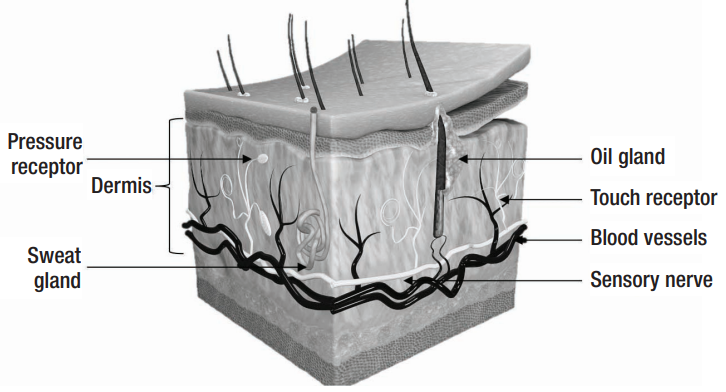 Pressure
receptor
Dermis
Sweat
gland
Oil gland
Touch receptor
Blood vessels
Sensory nerve